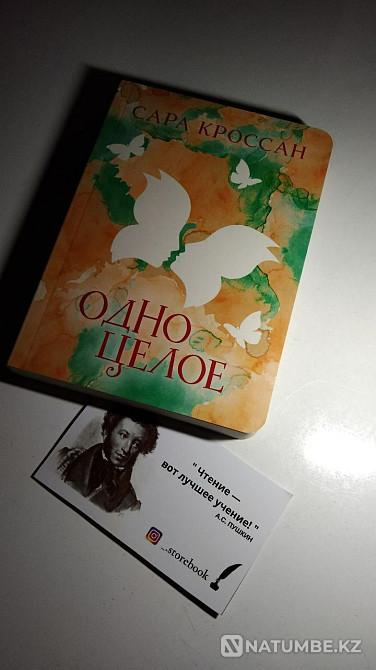 САРА КРОССАН
ОДНО
ЦЕЛОЕ
" Чтение —
вот лучшее учение! "
А.С. ПУШКИН
_.storebook
NATUMBE.KZ